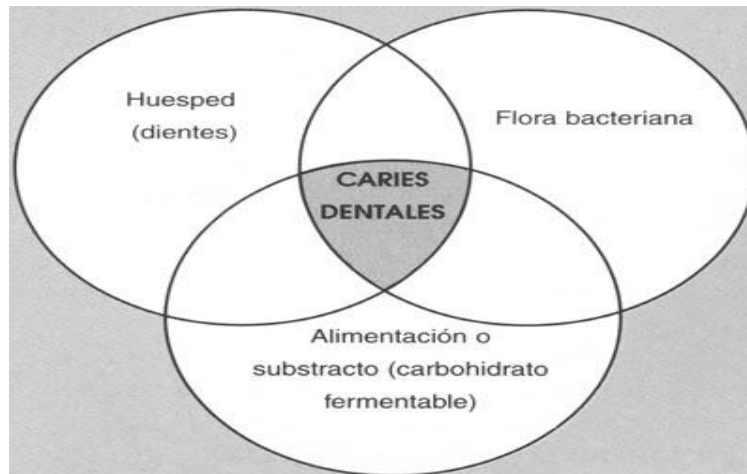 Huesped
(dientes)
Flora bacteriana
CARIES
DENTALES
Alimentación o
substracto (carbohidrato
fermentable)